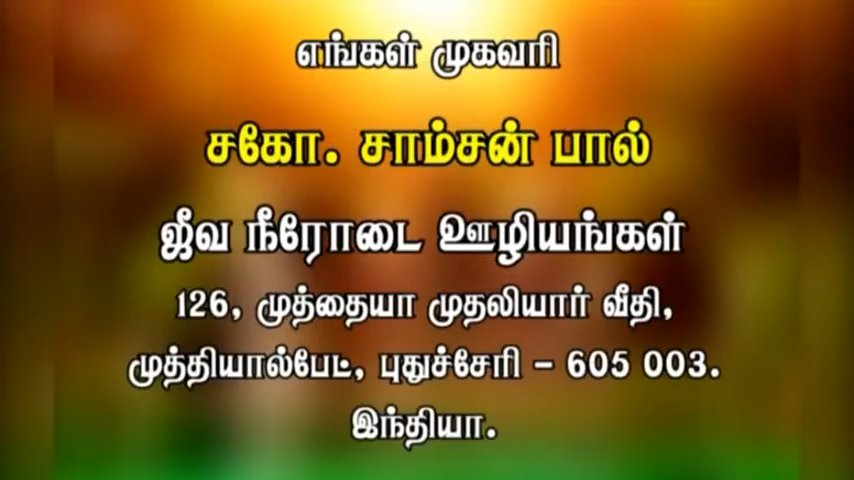 எங்கள் முகவரி
சகோ. சாம்சன் பால்
ஜீவ நீரோடை ஊழியங்கள்
126, முத்தையா முதலியார் வீதி,
முத்தியால்பேட், புதுச்சேரி - 605 003.
இந்தியா.